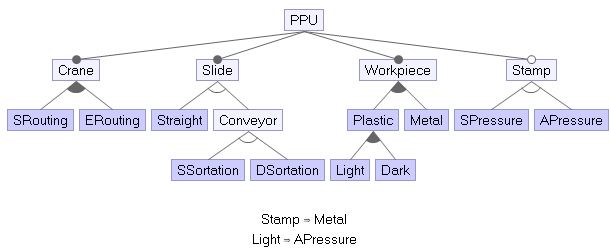 PPU
Crane Slide Workpiece Stamp
SRouting ERouting Straight Conveyor Plastic Metal SPressure APressure
SSortation DSortation Light Dark
Stamp ⇒ Metal
Light ⇒ APressure